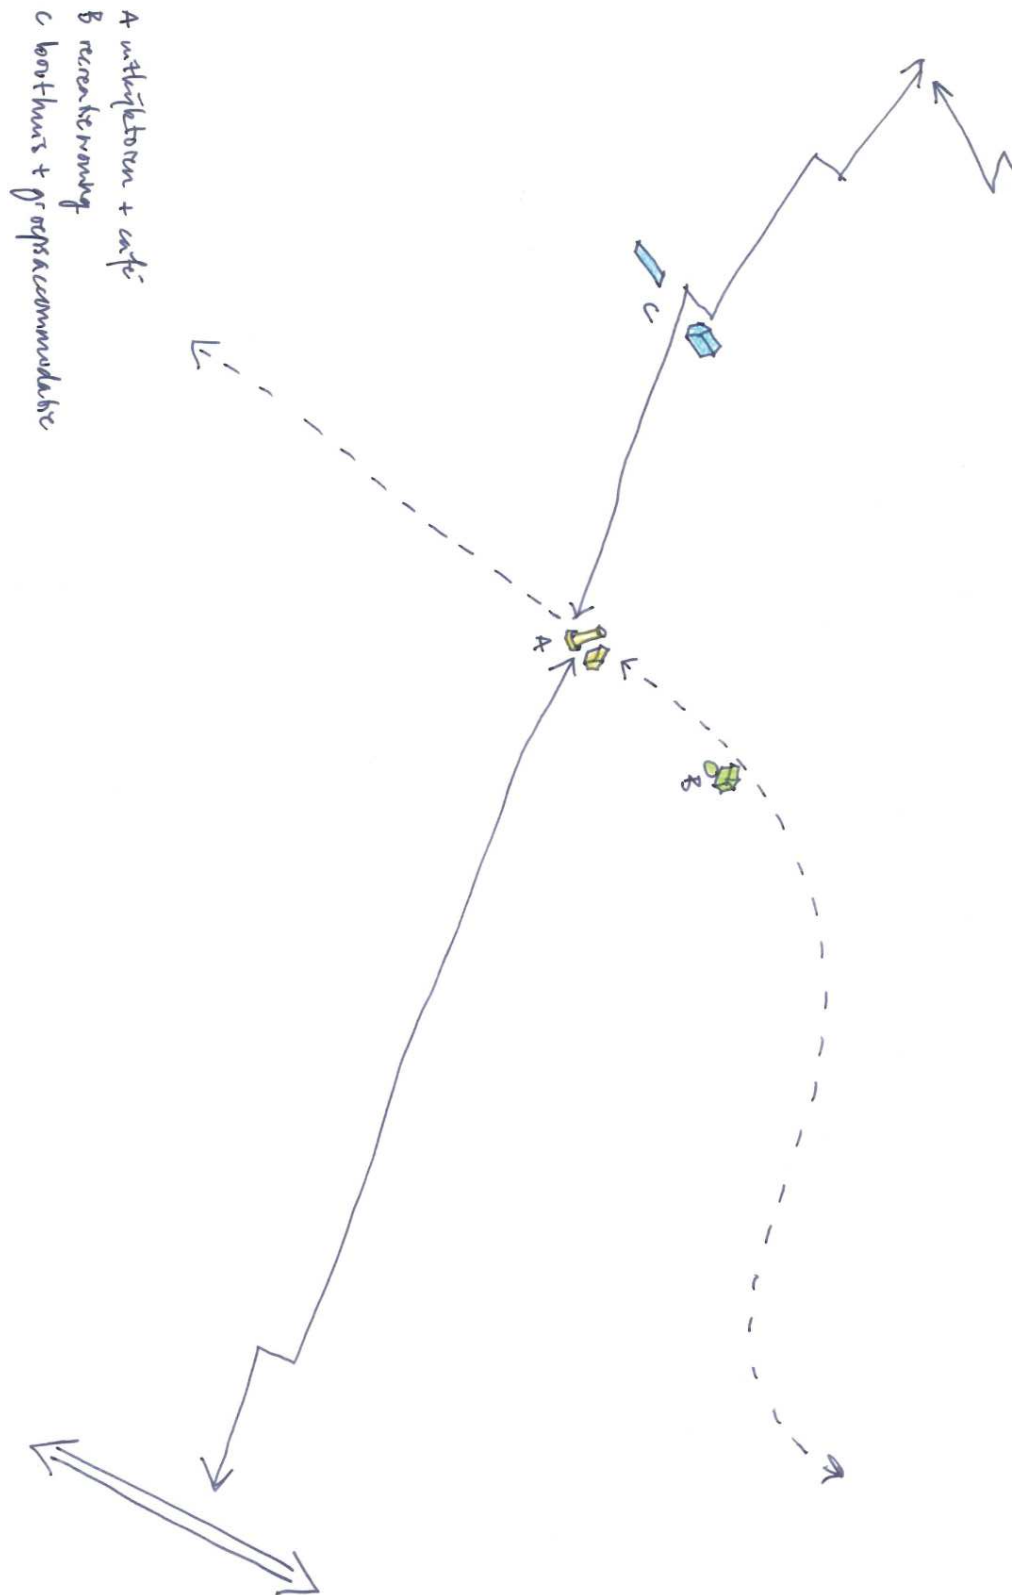 A uitkijktoren + café
B recreatiewoning
C boothuis + groepsaccommodatie
C
A
B